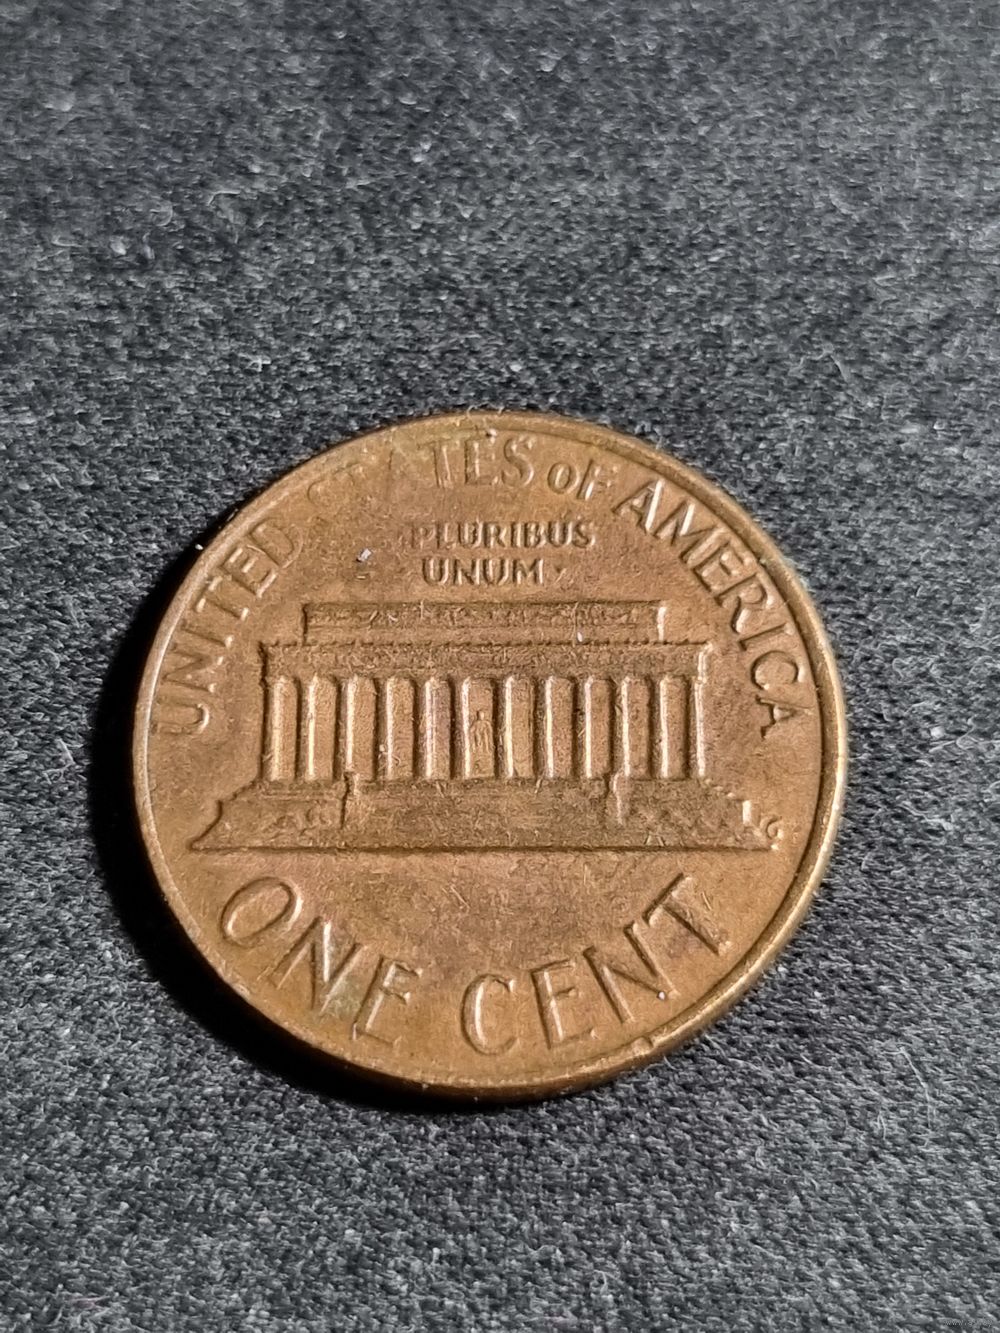 UNITED STATES OF AMERICA
PLURIBUS
UNUM
ONE CENT